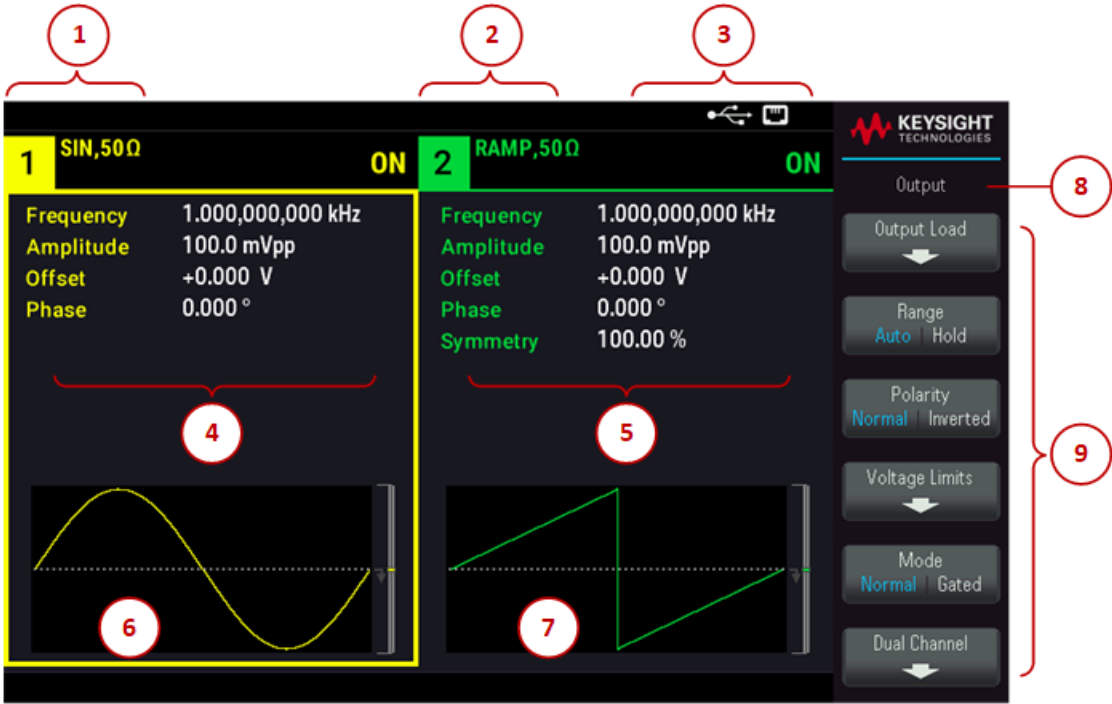 1
2
3
KEYSIGHT
TECHNOLOGIES
1
SIN,50Ω
ON
2
RAMP,50Ω
ON
Output
8
Frequency 1.000,000,000 kHz
Amplitude 100.0 mVpp
Offset +0.000 V
Phase 0.000 °
Frequency 1.000,000,000 kHz
Amplitude 100.0 mVpp
Offset +0.000 V
Phase 0.000 °
Symmetry 100.00 %
4
5
6
7
Output Load
Range
Auto | Hold
Polarity
Normal | Inverted
Voltage Limits
Mode
Normal | Gated
Dual Channel
9